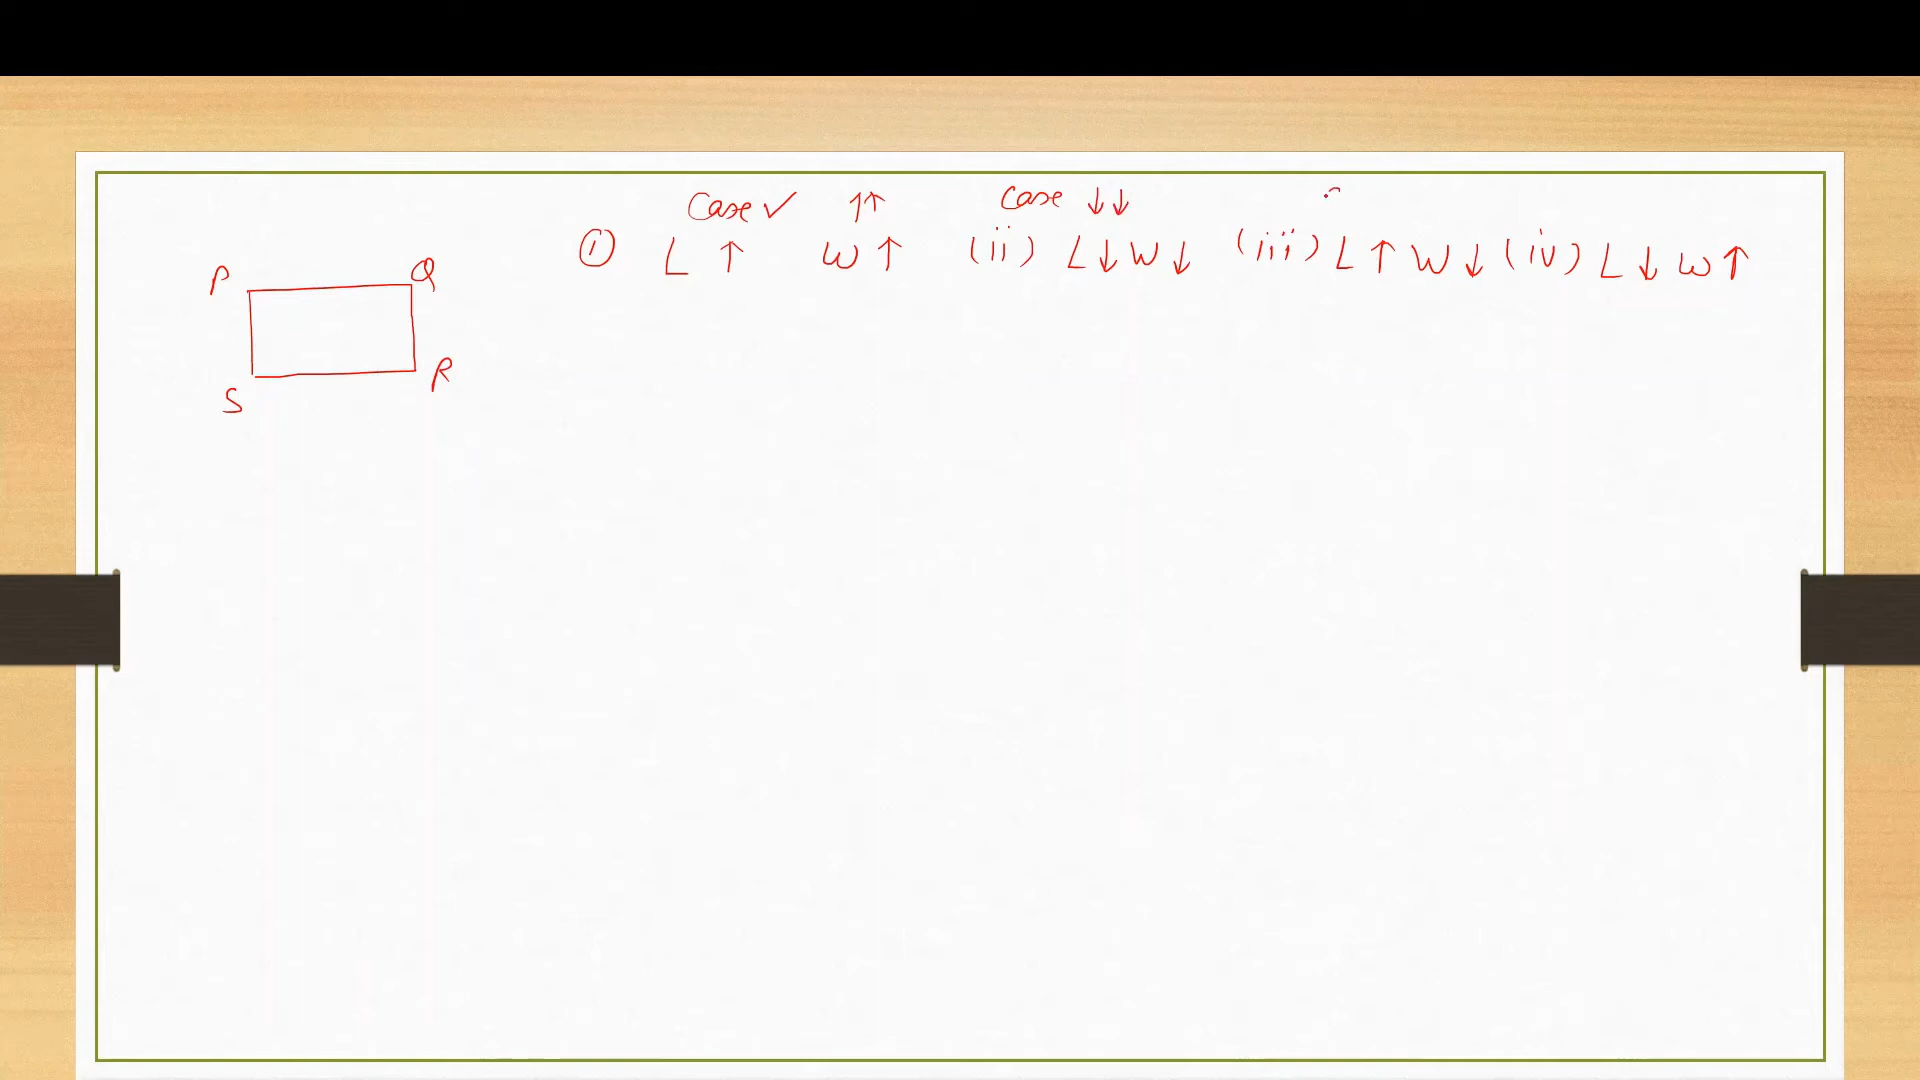 Case ✓ ↑↑ Case ↓↓
① L ↑ W ↑ (ii) L ↓ W ↓ (iii) L ↑ W ↓ (iv) L ↓ W ↑
P Q
S R